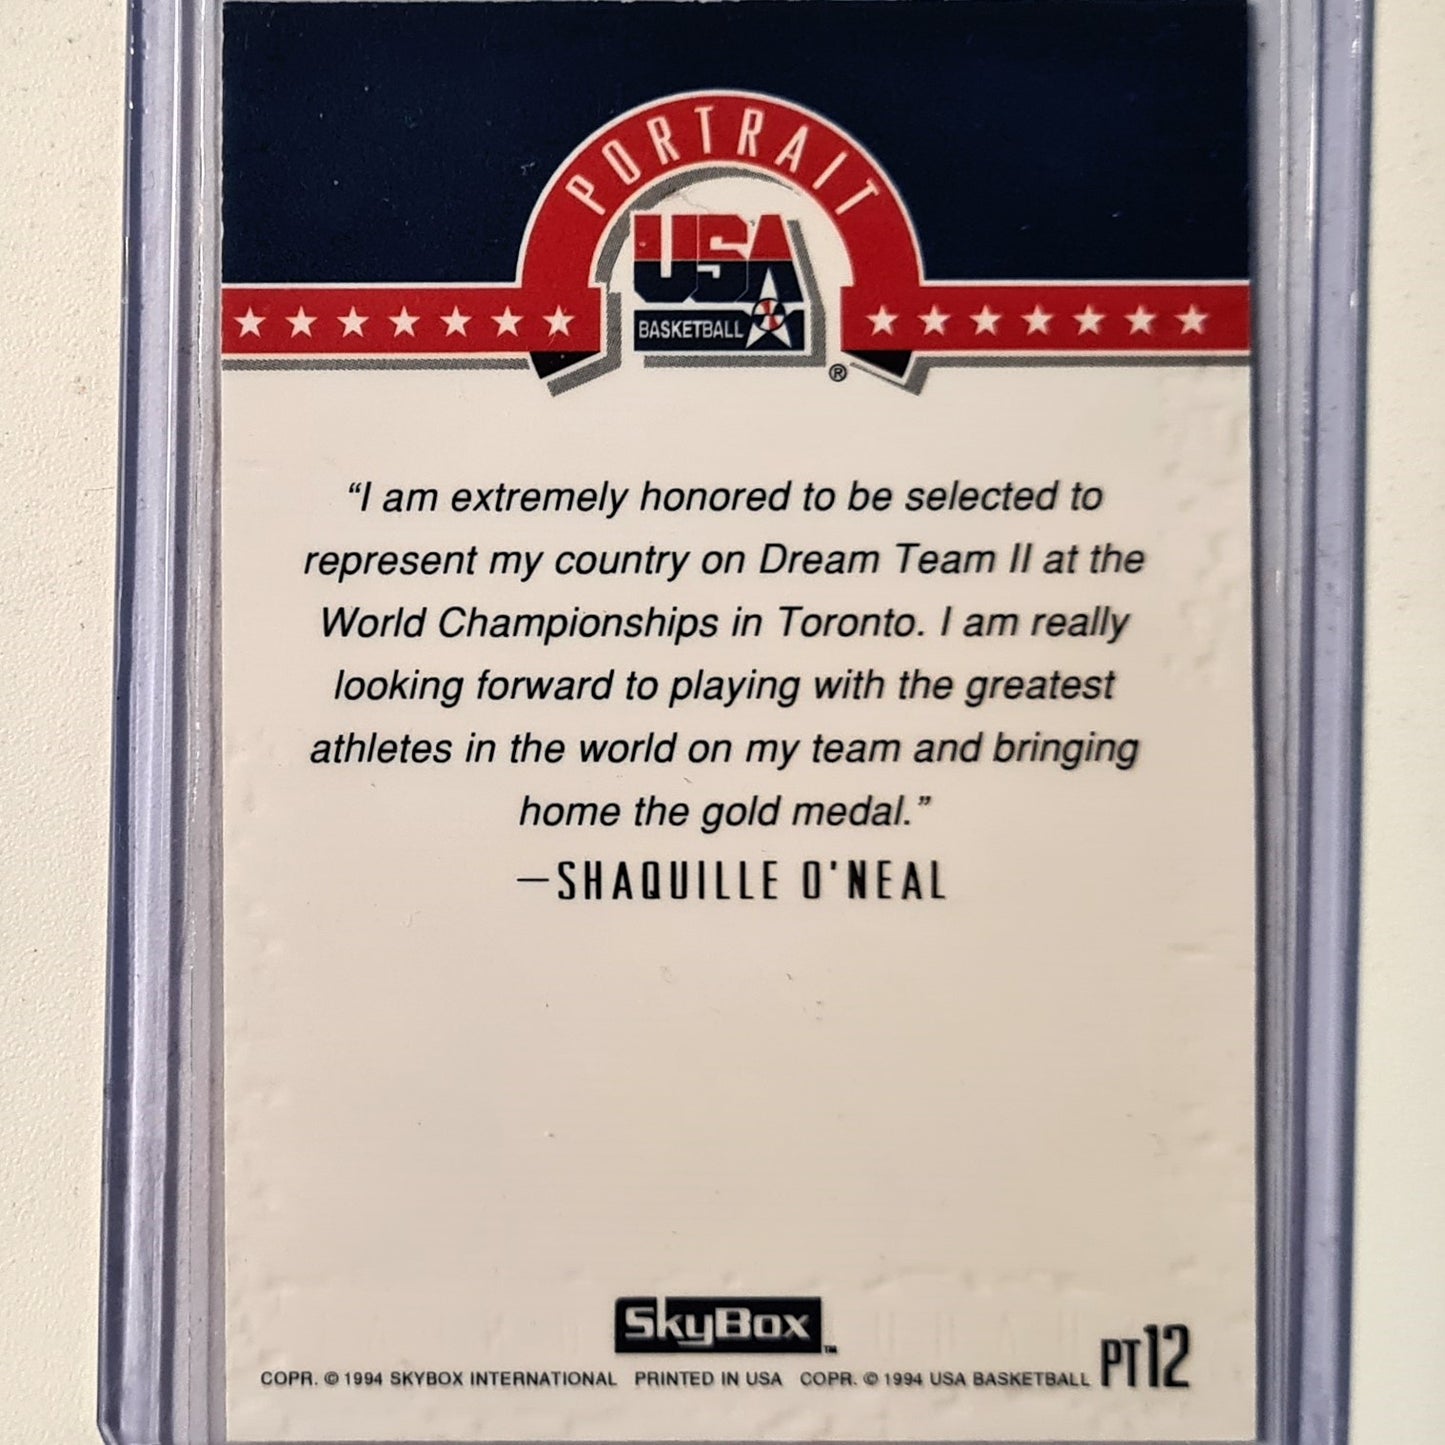 PORTRAIT
USA
BASKETBALL
®
“I am extremely honored to be selected to
represent my country on Dream Team II at the
World Championships in Toronto. I am really
looking forward to playing with the greatest
athletes in the world on my team and bringing
home the gold medal.”
—SHAQUILLE O'NEAL
SkyBox™
COPR. © 1994 SKYBOX INTERNATIONAL PRINTED IN USA COPR. © 1994 USA BASKETBALL PT12